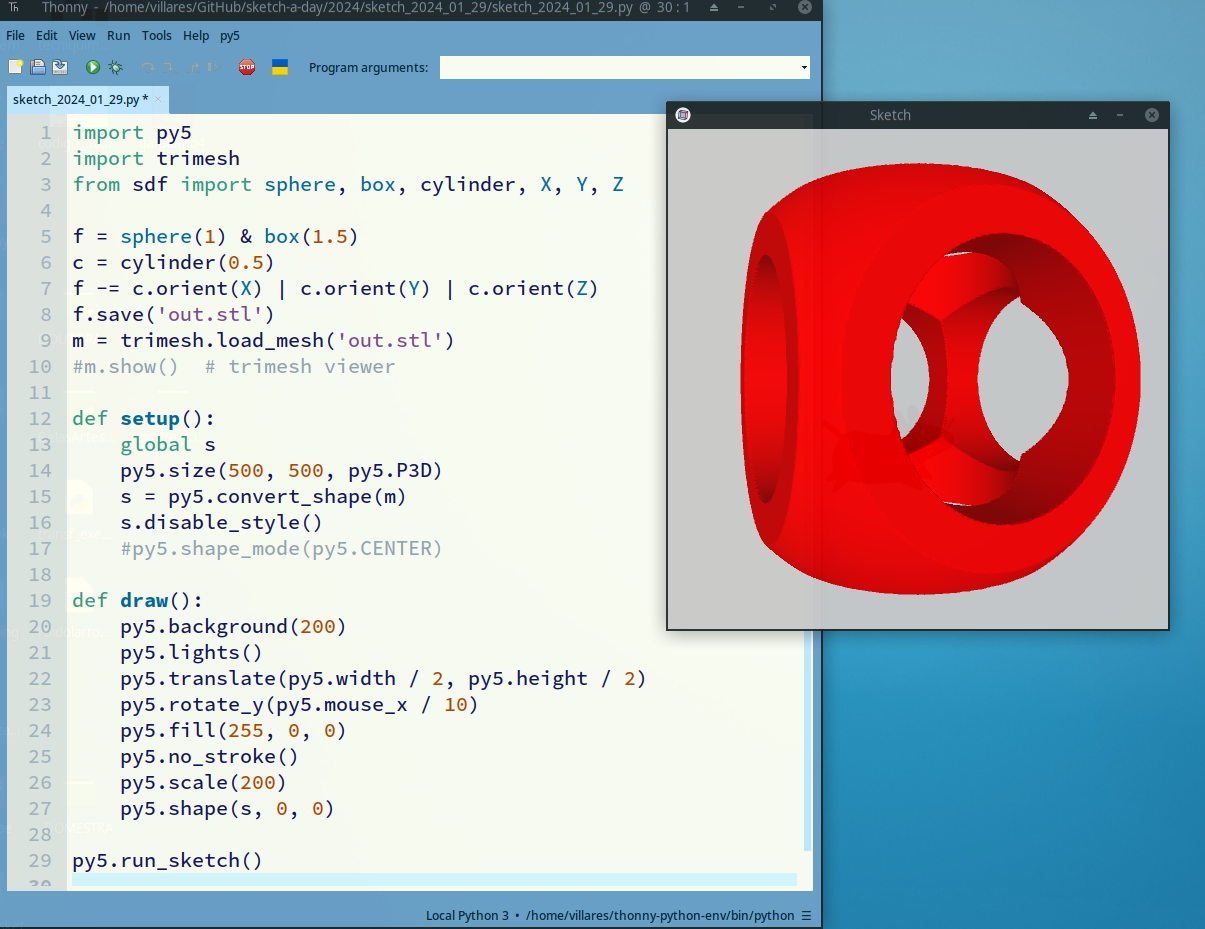 Thonny - /home/villares/GitHub/sketch-a-day/2024/sketch_2024_01_29/sketch_2024_01_29.py @ 30 : 1
File Edit View Run Tools Help py5
STOP
Program arguments:
sketch_2024_01_29.py *
Sketch
1 import py5
2 import trimesh
3 from sdf import sphere, box, cylinder, X, Y, Z
4
5 f = sphere(1) & box(1.5)
6 c = cylinder(0.5)
7 f -= c.orient(X) | c.orient(Y) | c.orient(Z)
8 f.save('out.stl')
9 m = trimesh.load_mesh('out.stl')
10 #m.show()  # trimesh viewer
11
12 def setup():
13     global s
14     py5.size(500, 500, py5.P3D)
15     s = py5.convert_shape(m)
16     s.disable_style()
17     #py5.shape_mode(py5.CENTER)
18
19 def draw():
20     py5.background(200)
21     py5.lights()
22     py5.translate(py5.width / 2, py5.height / 2)
23     py5.rotate_y(py5.mouse_x / 10)
24     py5.fill(255, 0, 0)
25     py5.no_stroke()
26     py5.scale(200)
27     py5.shape(s, 0, 0)
28
29 py5.run_sketch()
30
Local Python 3 • /home/villares/thonny-python-env/bin/python ☰